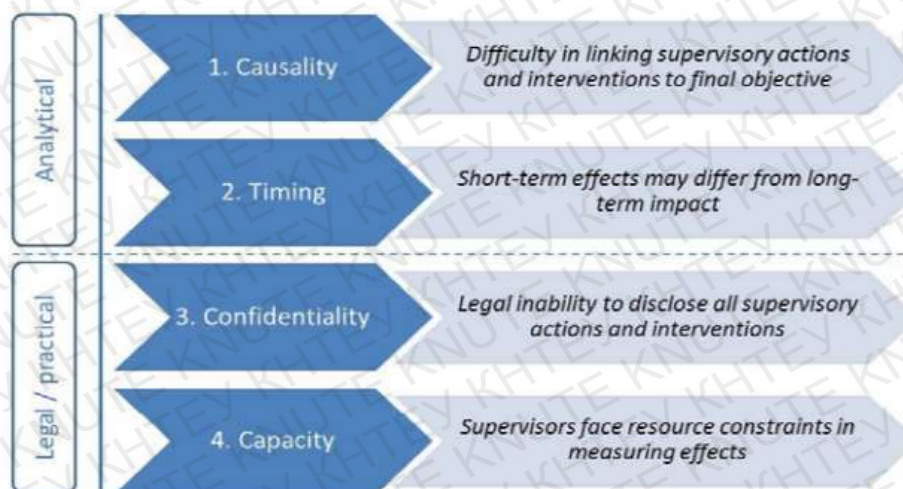 Analytical
1. Causality
Difficulty in linking supervisory actions
and interventions to final objective
2. Timing
Short-term effects may differ from long-
term impact
Legal / practical
3. Confidentiality
Legal inability to disclose all supervisory
actions and interventions
4. Capacity
Supervisors face resource constraints in
measuring effects